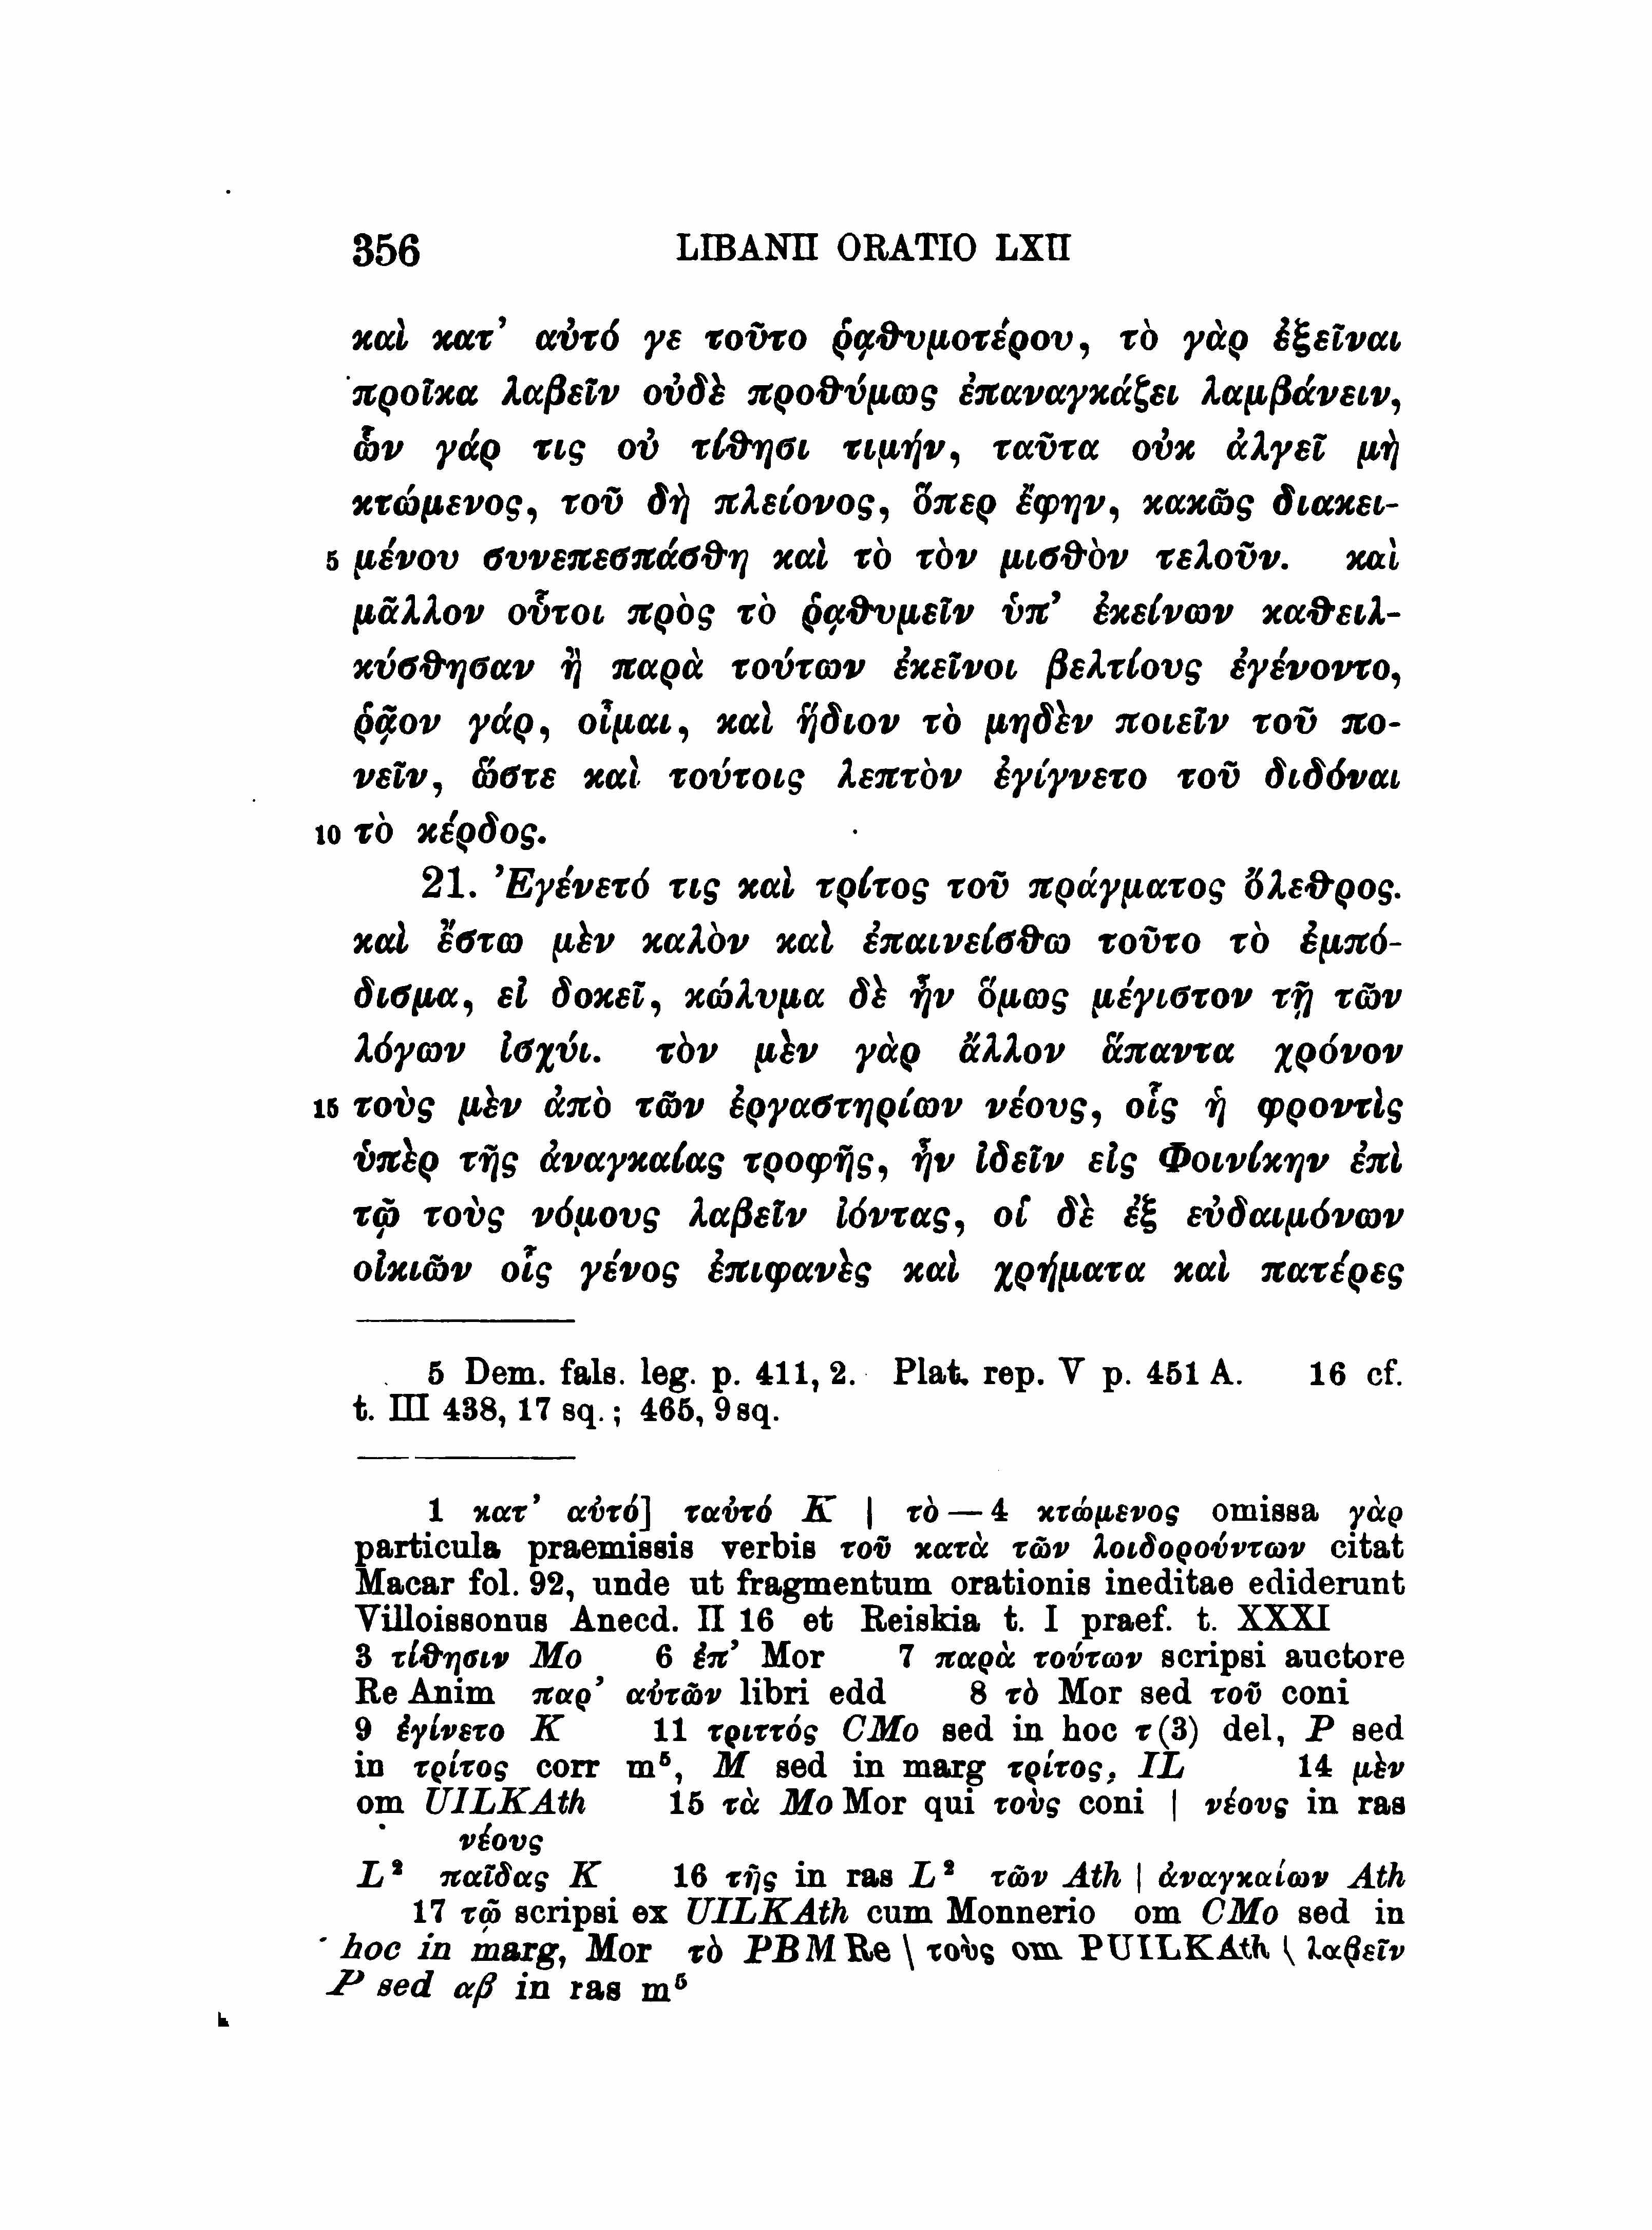 356 LIBANII ORATIO LXII
καὶ κατ’ αὐτό γε τοῦτο ῥᾳθυμοτέρου, τὸ γὰρ ἐξεῖναι
προῖκα λαβεῖν οὐδὲ προθύμως ἐπαναγκάζει λαμβάνειν,
ὧν γάρ τις οὐ τίθησι τιμήν, ταῦτα οὐκ ἀλγεῖ μὴ
κτώμενος, τοῦ δὴ πλείονος, ὅπερ ἔφην, κακῶς διακει-
5 μένου συνεπεσπάσθη καὶ τὸ τὸν μισθὸν τελοῦν. καὶ
μᾶλλον οὗτοι πρὸς τὸ ῥᾳθυμεῖν ὑπ’ ἐκείνων καθειλ-
κύσθησαν ἢ παρὰ τούτων ἐκεῖνοι βελτίους ἐγένοντο,
ῥᾷον γάρ, οἶμαι, καὶ ἥδιον τὸ μηδὲν ποιεῖν τοῦ πο-
νεῖν, ὥστε καὶ τούτοις λεπτὸν ἐγίγνετο τοῦ διδόναι
10 τὸ κέρδος.
21. Ἐγένετό τις καὶ τρίτος τοῦ πράγματος ὄλεθρος.
καὶ ἔστω μὲν καλὸν καὶ ἐπαινείσθω τοῦτο τὸ ἐμπό-
δισμα, εἰ δοκεῖ, κώλυμα δὲ ἦν ὅμως μέγιστον τῇ τῶν
λόγων ἰσχύι. τὸν μὲν γὰρ ἄλλον ἅπαντα χρόνον
15 τοὺς μὲν ἀπὸ τῶν ἐργαστηρίων νέους, οἷς ἡ φροντὶς
ὑπὲρ τῆς ἀναγκαίας τροφῆς, ἦν ἰδεῖν εἰς Φοινίκην ἐπὶ
τῷ τοὺς νόμους λαβεῖν ἰόντας, οἱ δὲ ἐξ εὐδαιμόνων
οἰκιῶν οἷς γένος ἐπιφανὲς καὶ χρήματα καὶ πατέρες
5 Dem. fals. leg. p. 411, 2. Plat. rep. V p. 451 A. 16 cf.
t. III 438, 17 sq.; 465, 9 sq.
1 κατ’ αὐτό] ταὐτό K | τὸ — 4 κτώμενος omissa γὰρ
particula praemissis verbis τοῦ κατὰ τῶν λοιδορούντων citat
Macar fol. 92, unde ut fragmentum orationis ineditae ediderunt
Villoissonus Anecd. II 16 et Reiskia t. I praef. t. XXXI
3 τίθησιν Mo 6 ἐπ’ Mor 7 παρὰ τούτων scripsi auctore
Re Anim παρ’ αὐτῶν libri edd 8 τὸ Mor sed τοῦ coni
9 ἐγίνετο K 11 τριττός CMo sed in hoc τ(3) del, P sed
in τρίτος corr m⁵, M sed in marg τρίτος, IL 14 μὲν
om UILKAth 15 τὰ Mo Mor qui τοὺς coni | νέους in ras
νέους
L² παῖδας K 16 τῆς in ras L² τῶν Ath | ἀναγκαίων Ath
17 τῷ scripsi ex UILKAth cum Monnerio om CMo sed in
hoc in marg, Mor τὸ PBM Re | τοὺς om PUILKAth | λαβεῖν
P sed αβ in ras m⁵